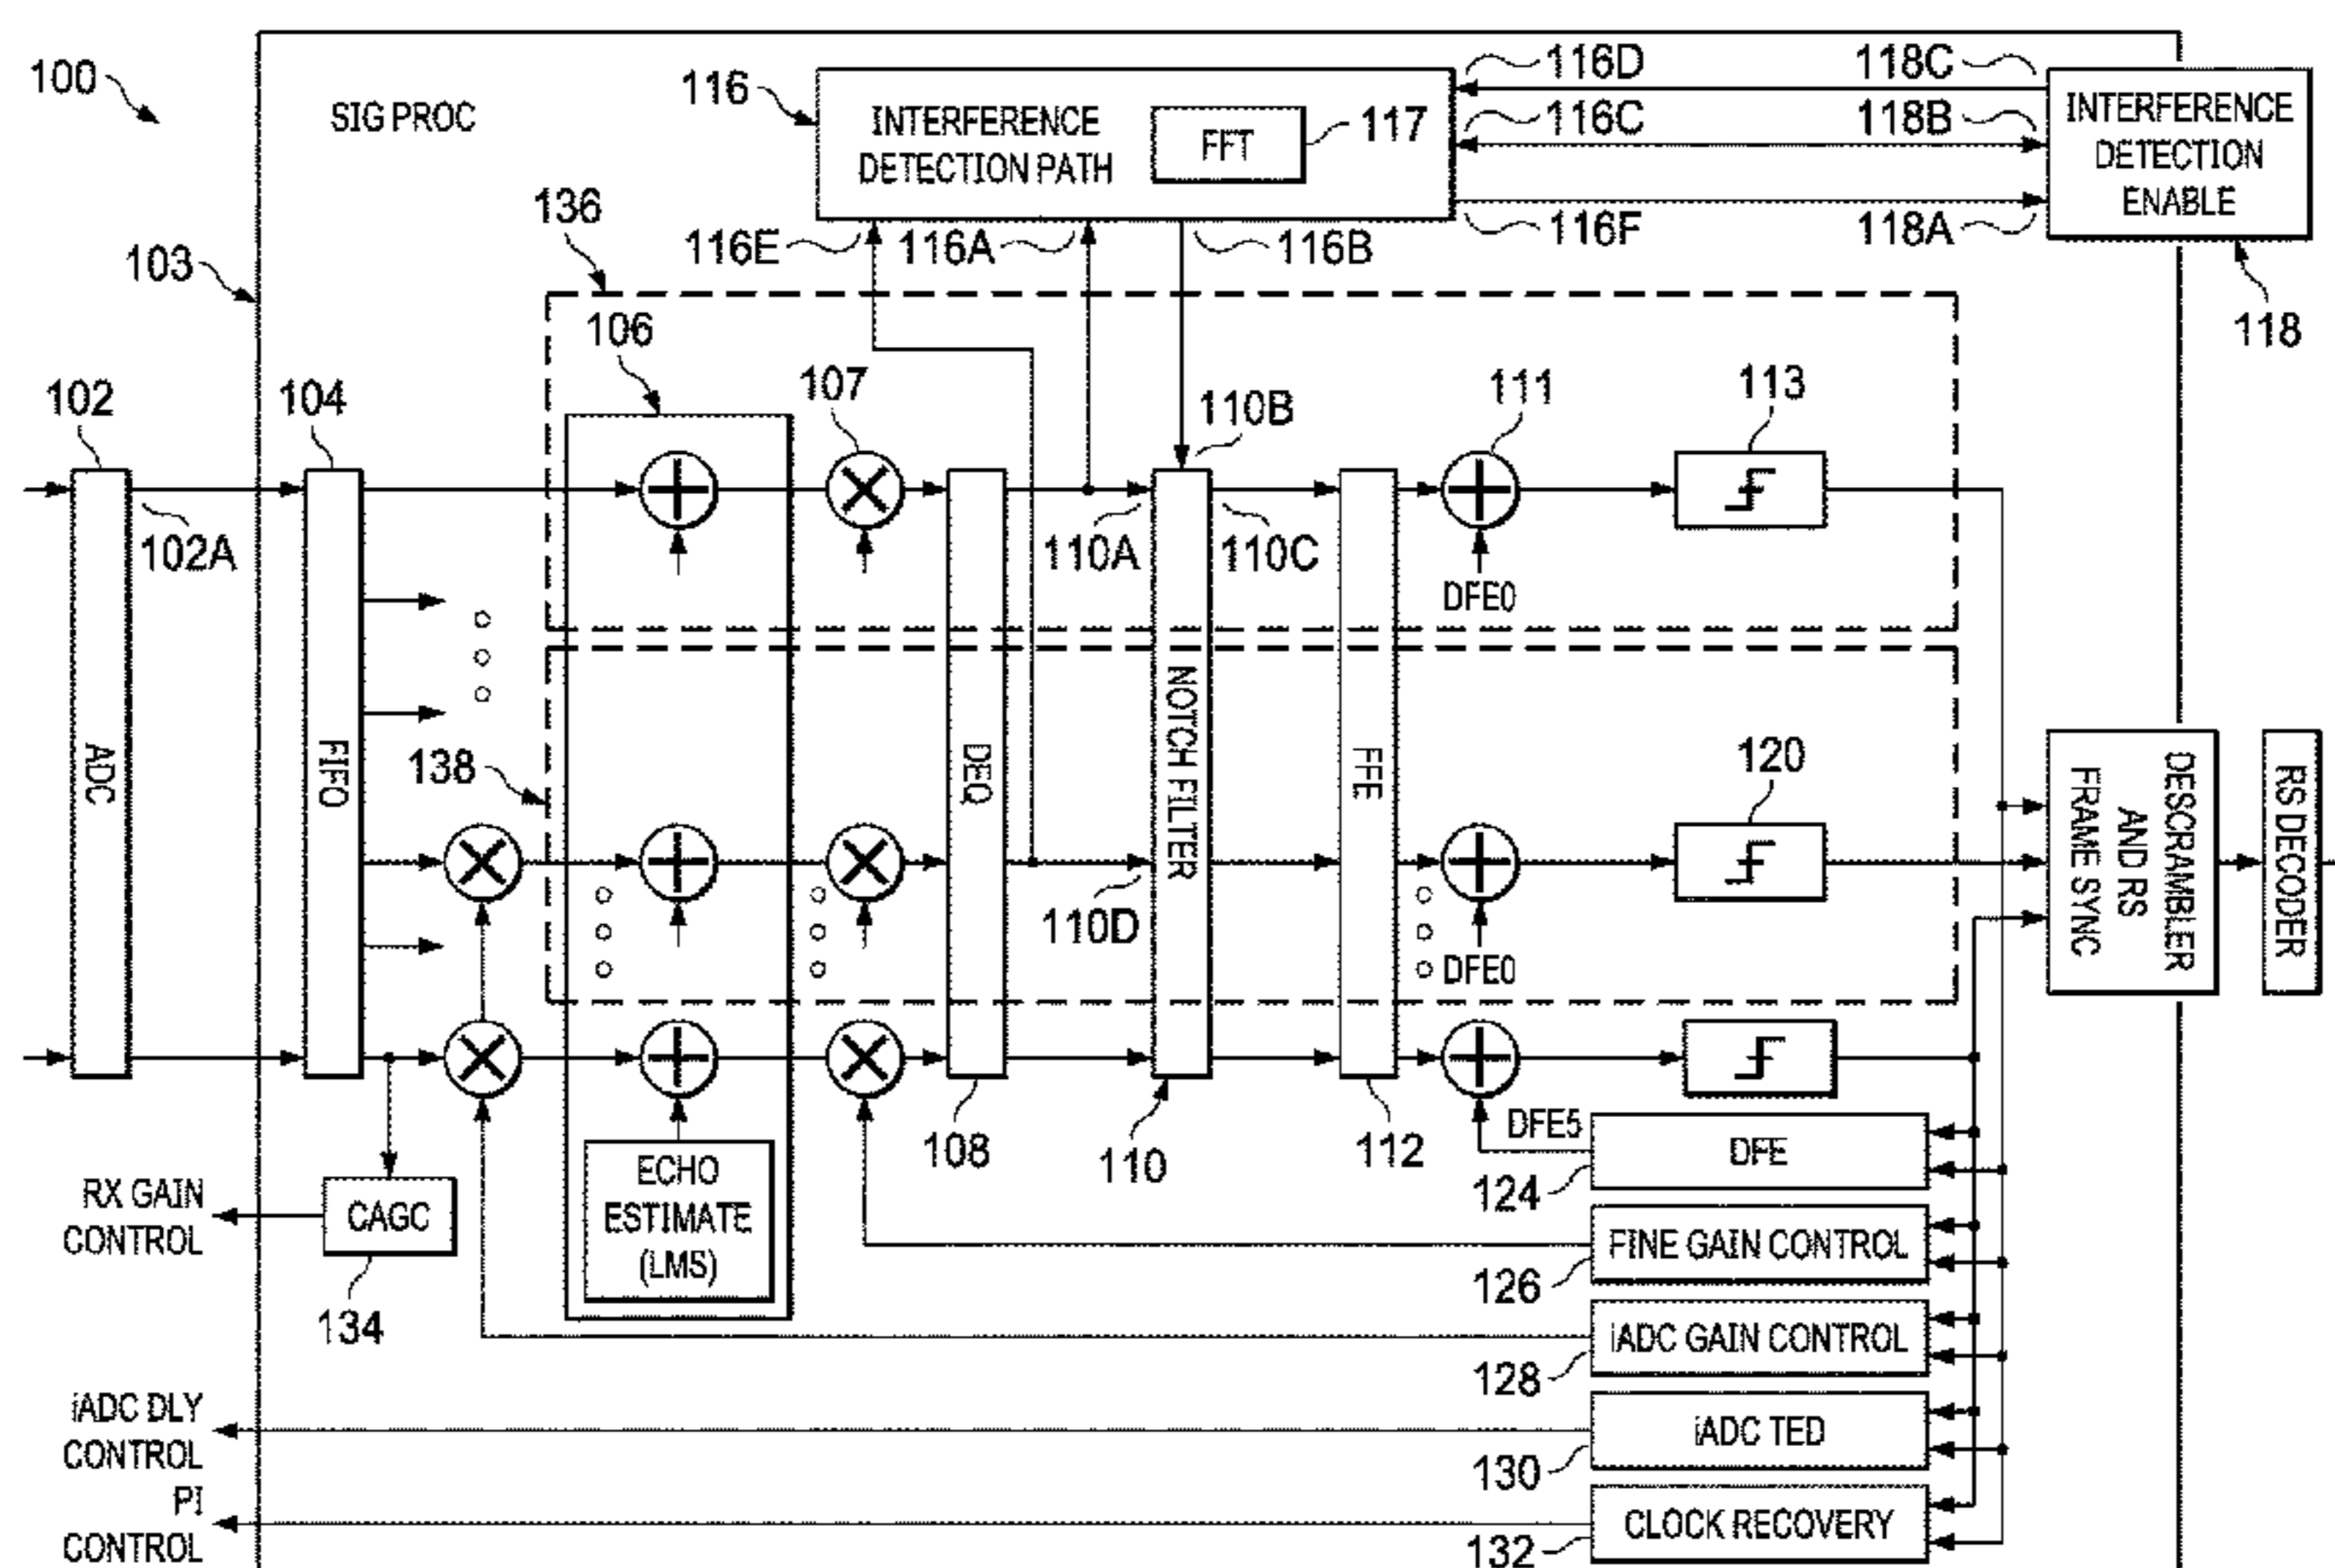 100
SIG PROC
116
INTERFERENCE
DETECTION PATH
FFT
117
116D
118C
116C
118B
116F
118A
INTERFERENCE
DETECTION
ENABLE
118
136
116E
116A
116B
103
106
102
104
107
110B
111
113
102A
110A
110C
DFE0
ADC
FIFO
138
DEQ
NOTCH FILTER
FFE
120
DESCRAMBLER
AND RS
FRAME SYNC
RS DECODER
110D
DFE0
108
110
112
DFE5
DFE
124
RX GAIN
CONTROL
CAGC
134
ECHO
ESTIMATE
(LMS)
FINE GAIN CONTROL
126
iADC GAIN CONTROL
128
iADC DLY
CONTROL
iADC TED
130
PI
CONTROL
CLOCK RECOVERY
132